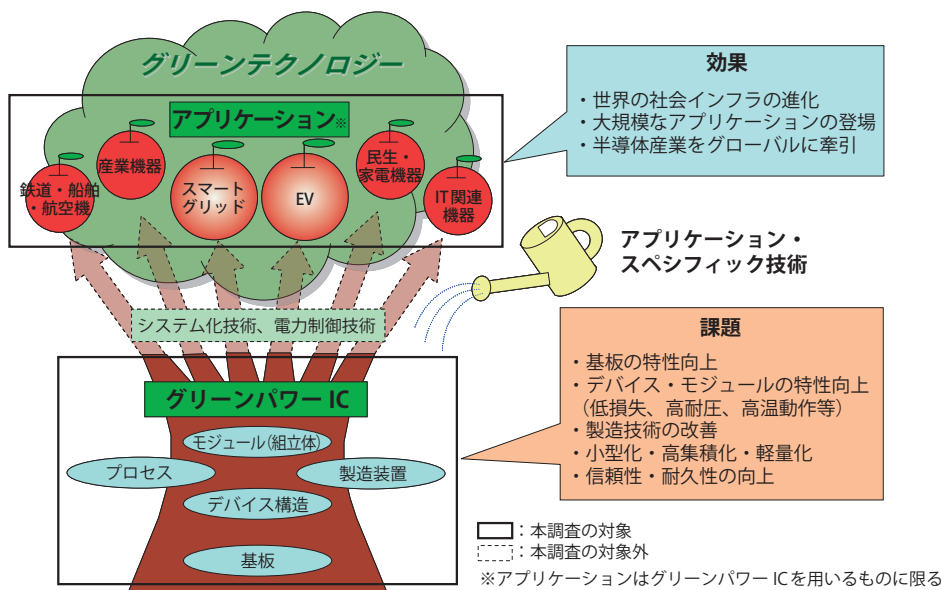 グリーンテクノロジー
アプリケーション※
鉄道・船舶
・航空機
産業機器
スマート
グリッド
EV
民生・
家電機器
IT関連
機器
効果
・世界の社会インフラの進化
・大規模なアプリケーションの登場
・半導体産業をグローバルに牽引
アプリケーション・
スペシフィック技術
システム化技術、電力制御技術
グリーンパワーIC
モジュール(組立体)
プロセス
製造装置
デバイス構造
基板
課題
・基板の特性向上
・デバイス・モジュールの特性向上
（低損失、高耐圧、高温動作等）
・製造技術の改善
・小型化・高集積化・軽量化
・信頼性・耐久性の向上
：本調査の対象
：本調査の対象外
※アプリケーションはグリーンパワーICを用いるものに限る